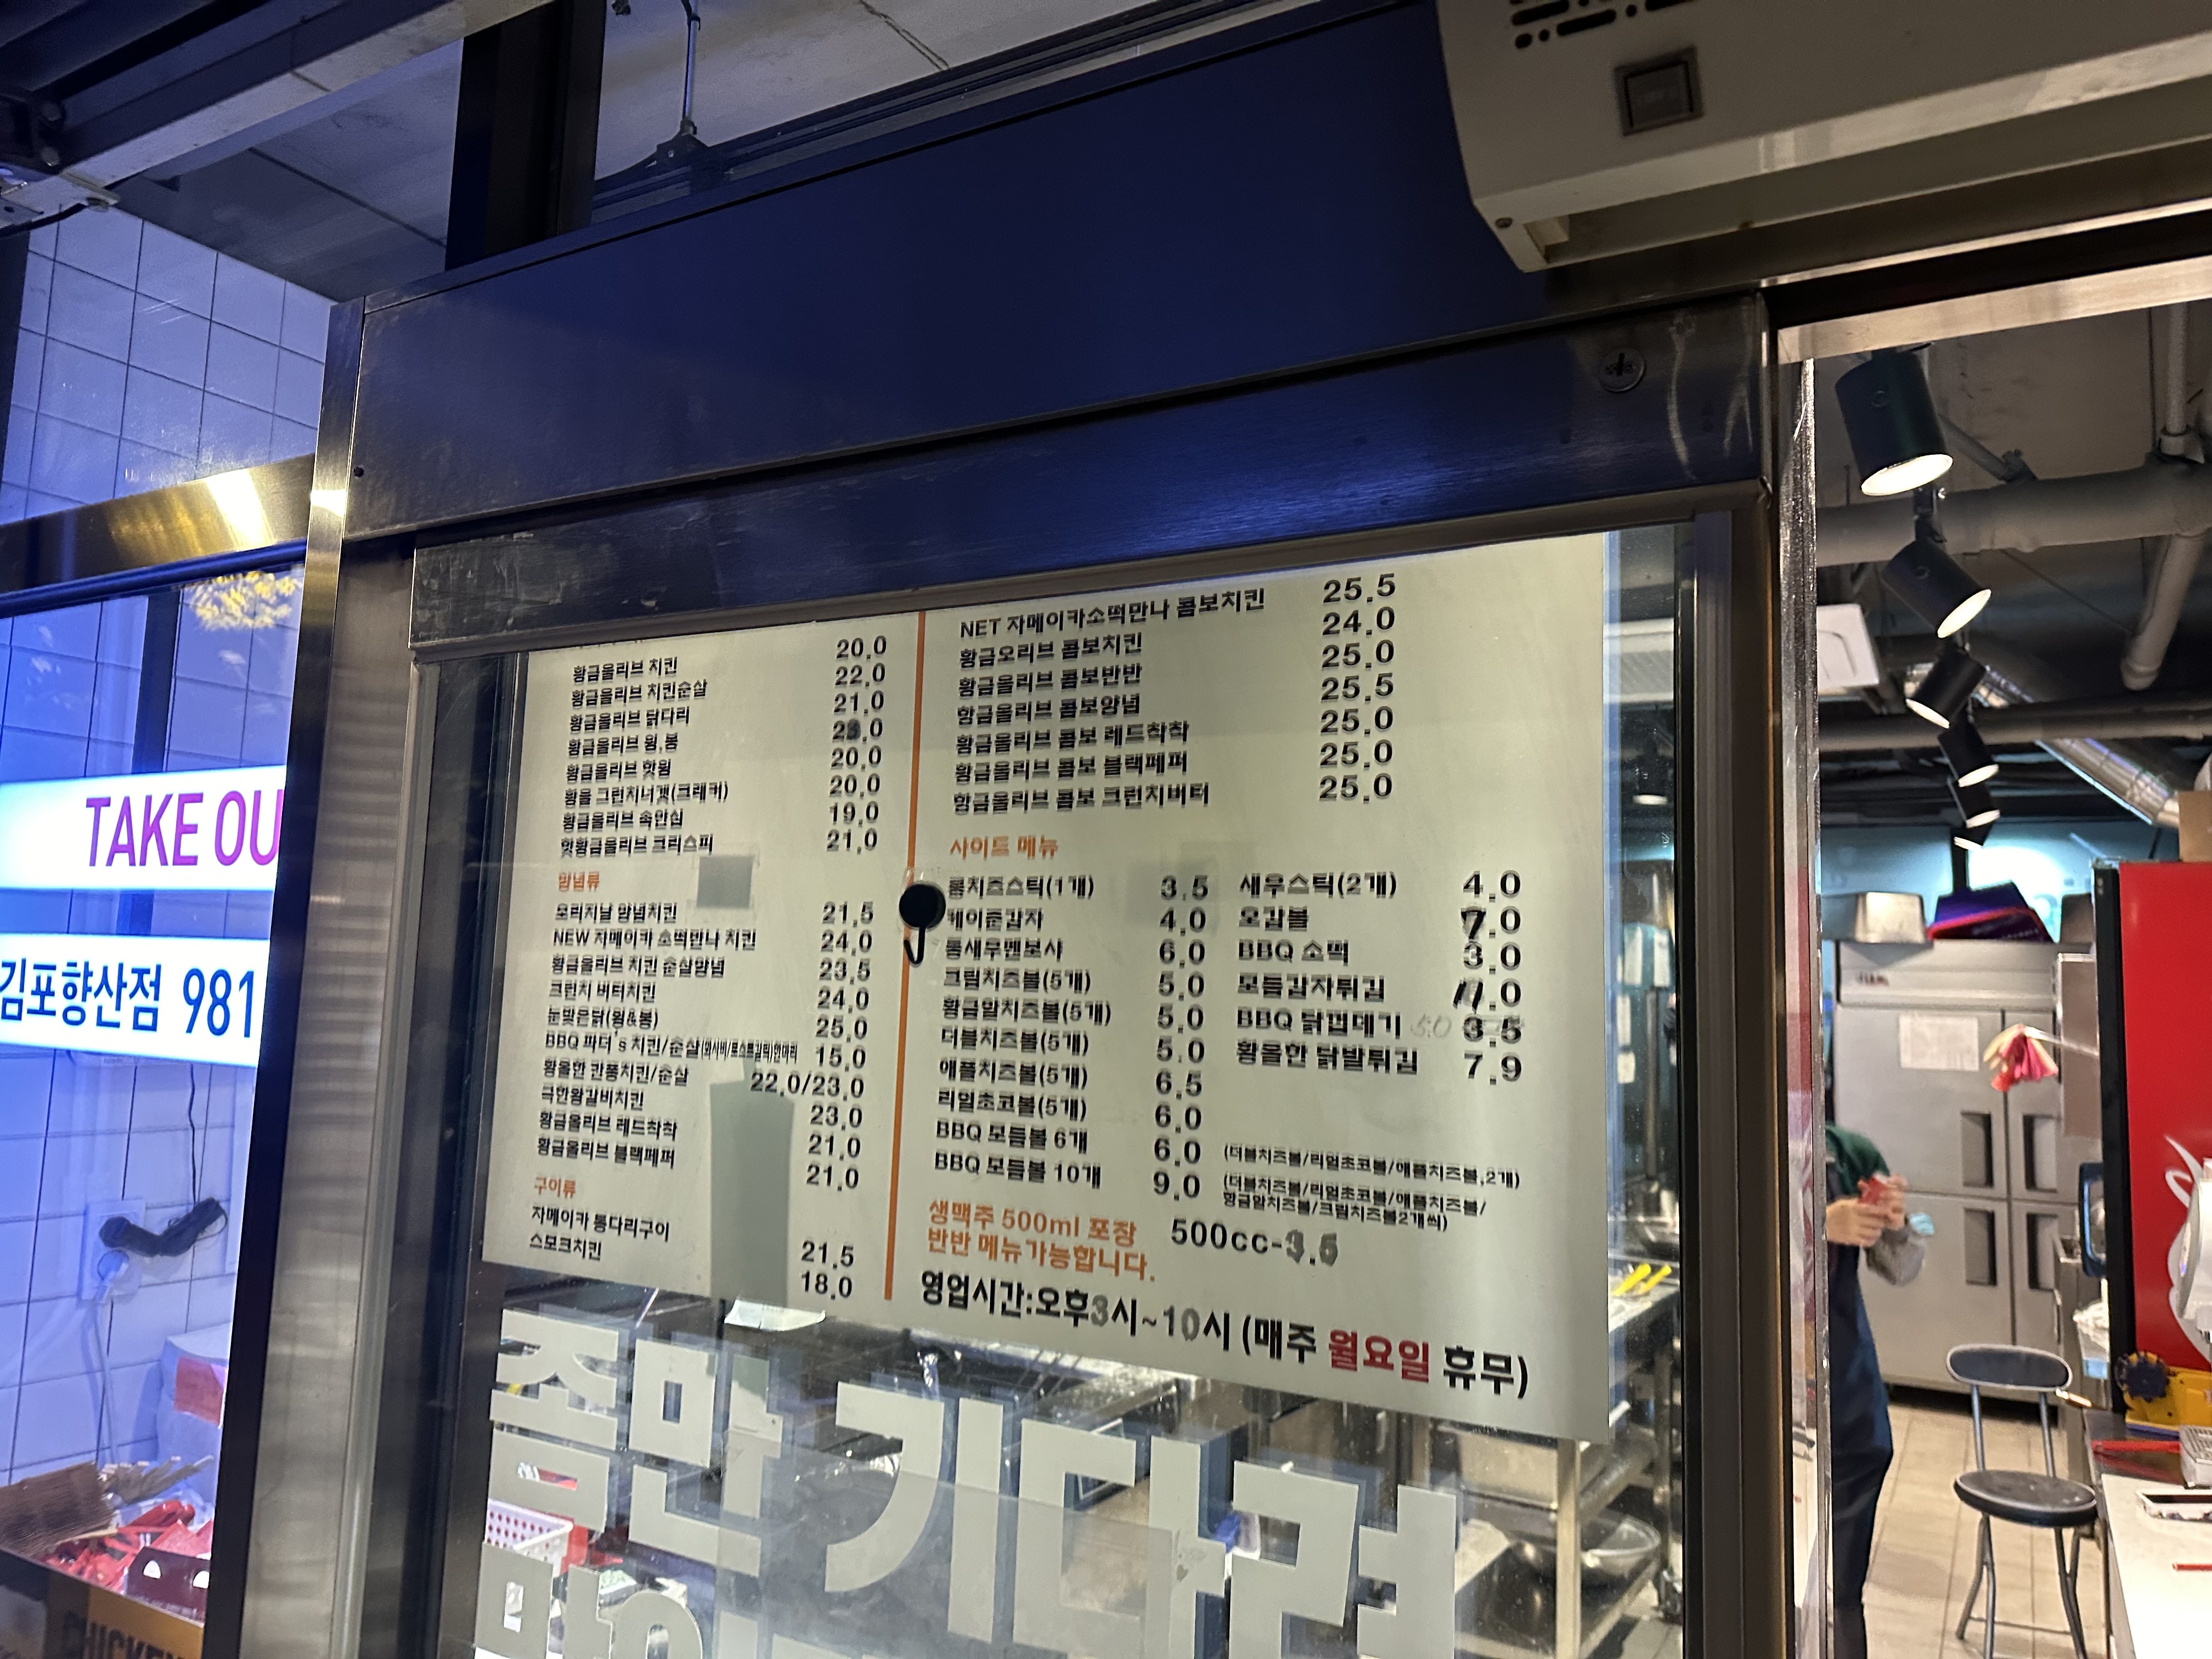 TAKE OU
김포향산점 981
황금올리브 치킨 20.0
황금올리브 치킨순살 22.0
황금올리브 닭다리 21.0
황금올리브 윙,봉
황금올리브 핫윙 20.0
황올 그런치너겟(크래커) 20.0
황금올리브 속안심 19.0
핫황금올리브 크리스피 21.0
양념류
오리지날 양념치킨 21.5
NEW 자메이카 소떡만나 치킨 24.0
황금올리브 치킨 순살양념 23.5
크런치 버터치킨 24.0
눈맞은닭(윙&봉) 25.0
BBQ 파더's 치킨/순살(와사비/로스트갈릭)한마리 15.0
황올한 깐풍치킨/순살 22.0/23.0
극한왕갈비치킨 23.0
황금올리브 레드착착 21.0
황금올리브 블랙페퍼 21.0
구이류
자메이카 통다리구이 21.5
스모크치킨 18.0
NET 자메이카소떡만나 콤보치킨 25.5
황금오리브 콤보치킨 24.0
황금올리브 콤보반반 25.0
항금올리브 콤보양념 25.5
황금올리브 콤보 레드착착 25.0
황금올리브 콤보 블랙페퍼 25.0
항금올리브 콤보 크런치버터 25.0
사이드 메뉴
롱치즈스틱(1개) 3.5 새우스틱(2개) 4.0
케이준감자 4.0 오감볼 7.0
통새우멘보샤 6.0 BBQ 소떡 3.0
크림치즈볼(5개) 5.0 모듬감자튀김
황금알치즈볼(5개) 5.0 BBQ 닭껍데기
더블치즈볼(5개) 5.0 황올한 닭발튀김 7.9
애플치즈볼(5개) 6.5
리얼초코볼(5개) 6.0
BBQ 모듬볼 6개 6.0 (더블치즈볼/리얼초코볼/애플치즈볼,2개)
BBQ 모듬볼 10개 9.0 (더블치즈볼/리얼초코볼/애플치즈볼/
황금알치즈볼/크림치즈볼2개씩)
생맥주 500ml 포장 500cc-
반반 메뉴가능합니다.
영업시간:오후3시~10시 (매주 월요일 휴무)
좀만 기다려